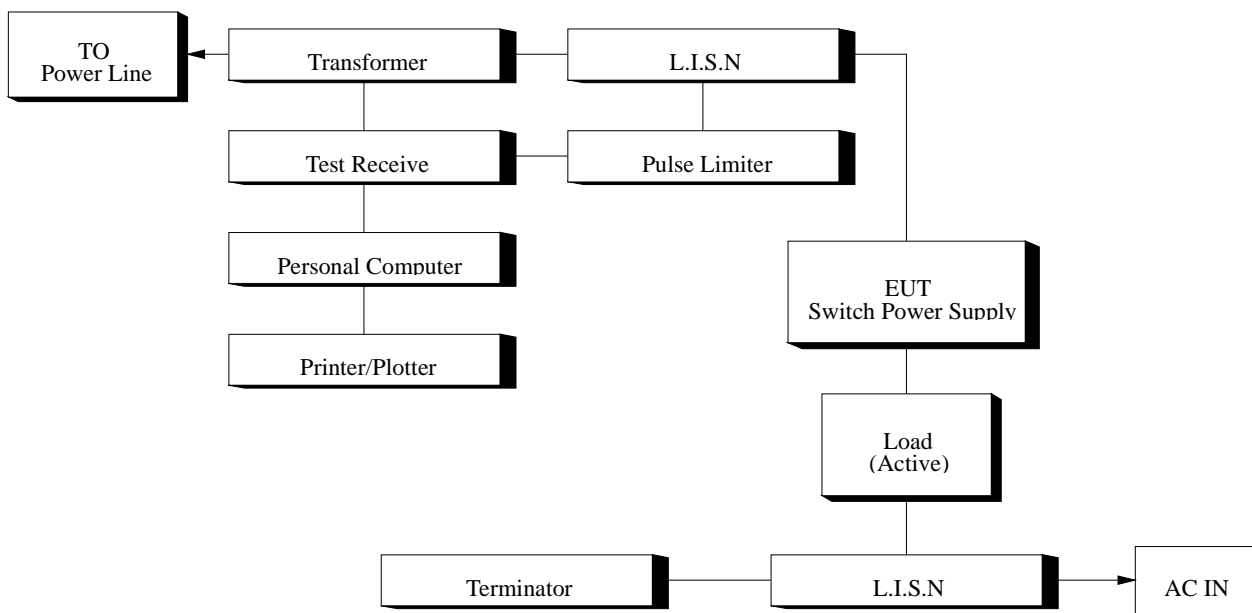 TO
Power Line
Transformer
L.I.S.N
Test Receive
Pulse Limiter
Personal Computer
EUT
Switch Power Supply
Printer/Plotter
Load
(Active)
Terminator
L.I.S.N
AC IN